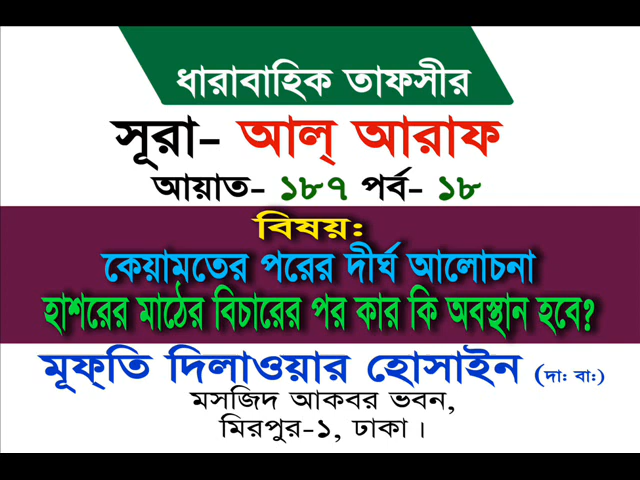 ধারাবাহিক তাফসীর
সূরা- আল্ আরাফ
আয়াত- ১৮৭ পর্ব- ১৮
বিষয়:
কেয়ামতের পরের দীর্ঘ আলোচনা
হাশরের মাঠের বিচারের পর কার কি অবস্থান হবে?
মূফ্তি দিলাওয়ার হোসাইন (দা: বা:)
মসজিদ আকবর ভবন,
মিরপুর-১, ঢাকা।